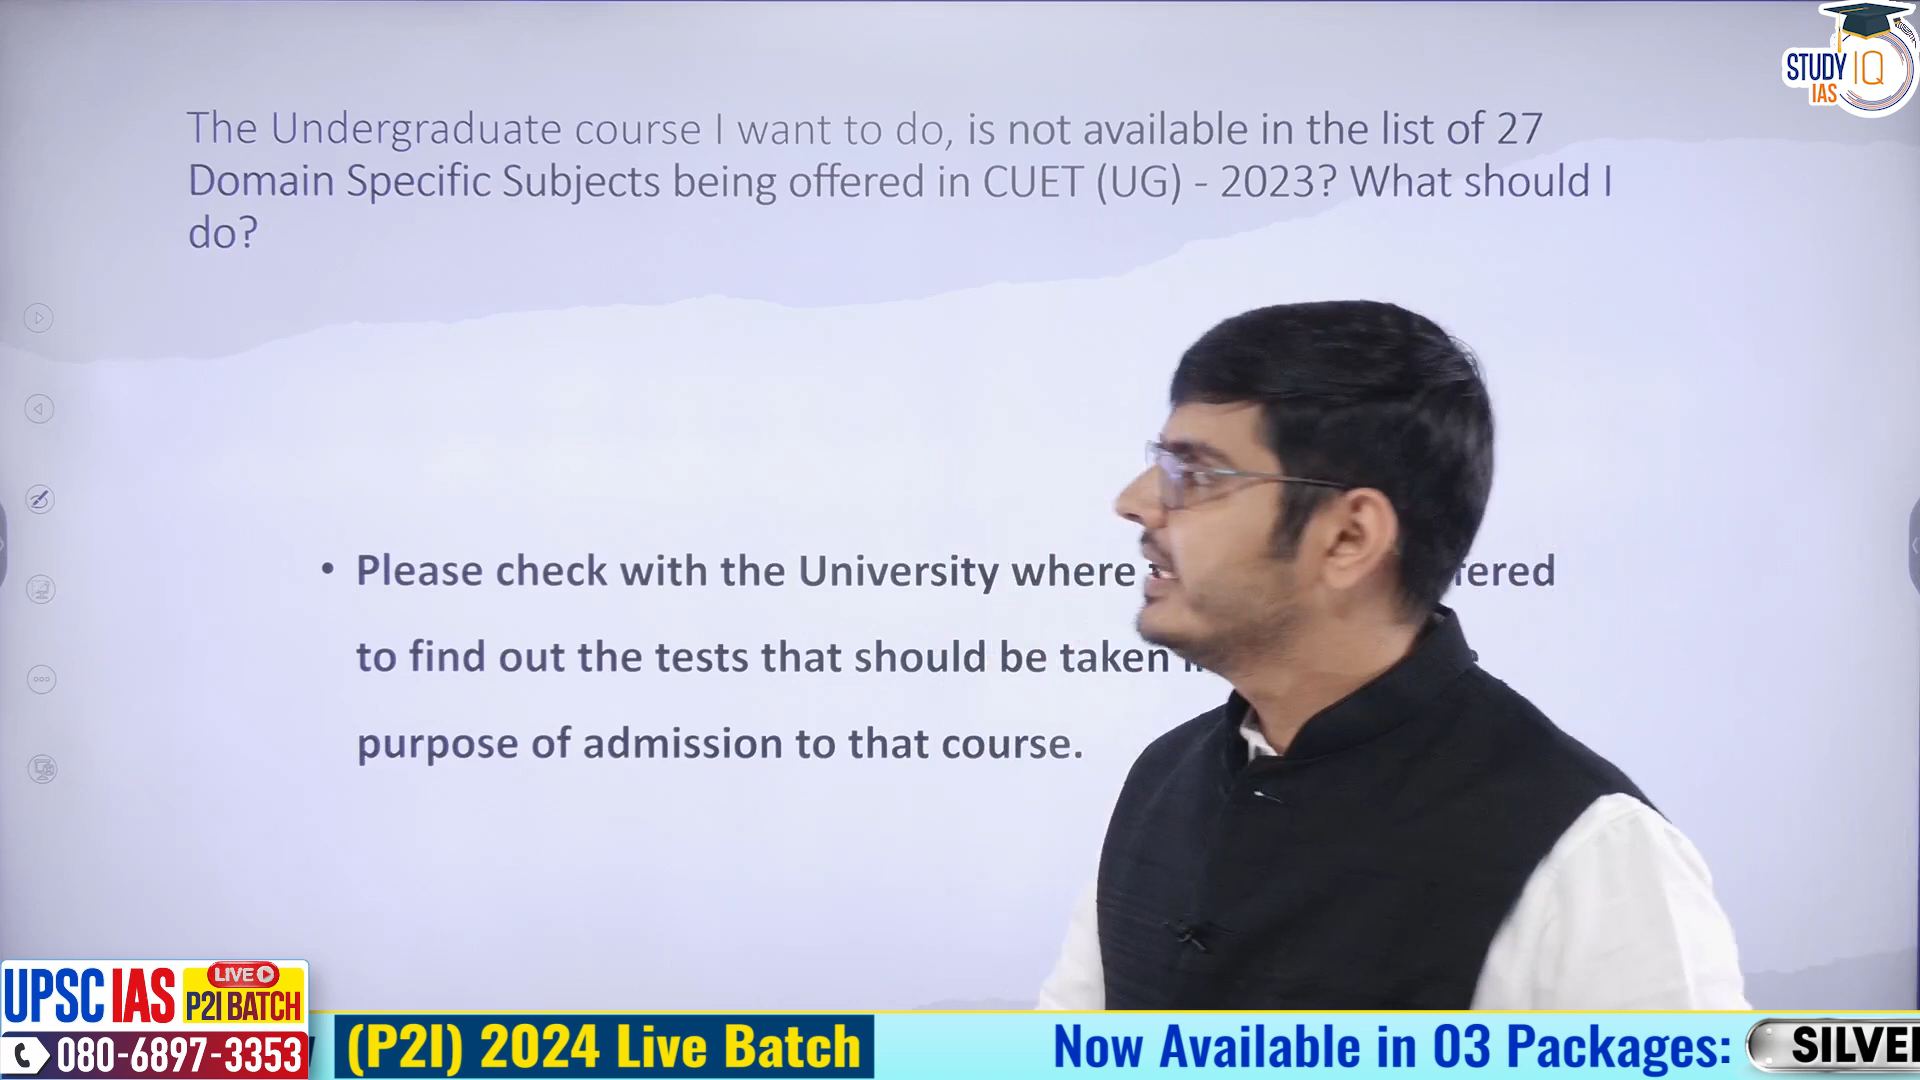 STUDY IQ
IAS
The Undergraduate course I want to do, is not available in the list of 27
Domain Specific Subjects being offered in CUET (UG) - 2023? What should I
do?
• Please check with the University where
to find out the tests that should be taken
purpose of admission to that course.
UPSC IAS LIVE P2I BATCH
080-6897-3353
(P2I) 2024 Live Batch
Now Available in 03 Packages: